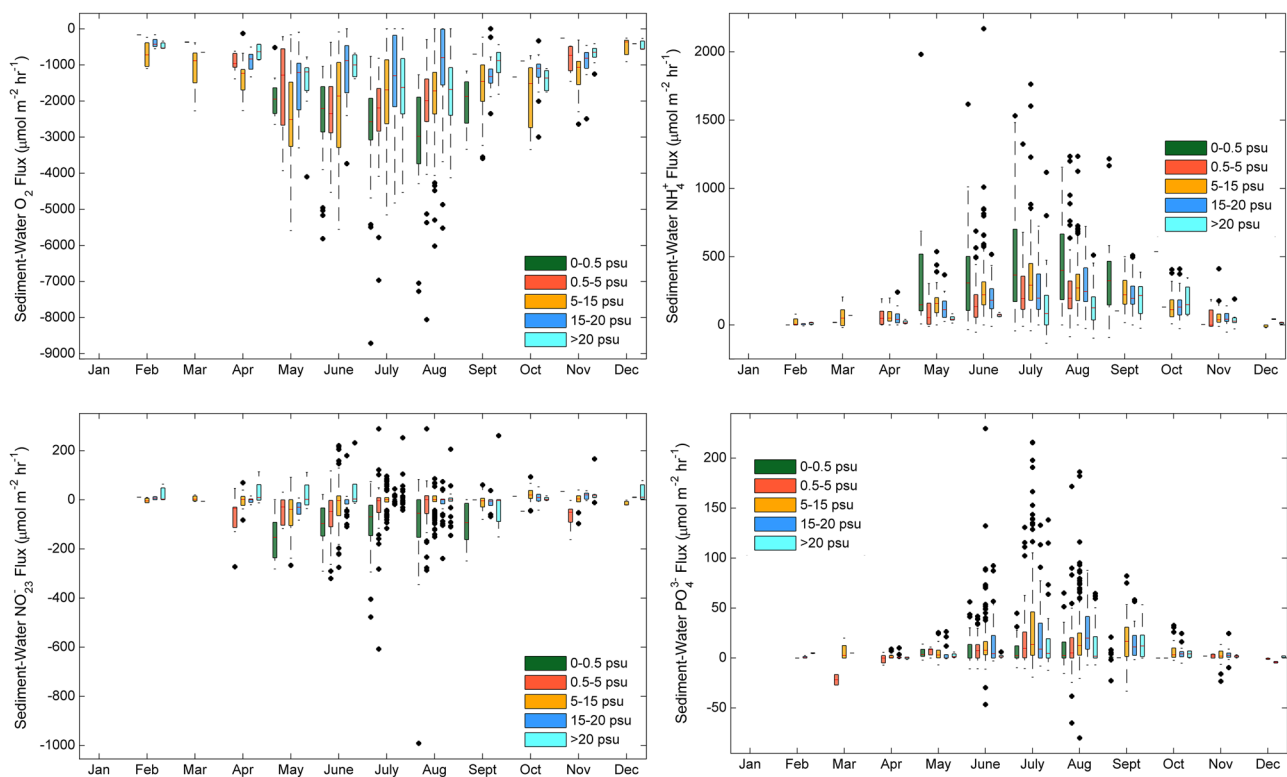 Sediment-Water O2 Flux (μmol m-2 hr-1)
0
-1000
-2000
-3000
-4000
-5000
-6000
-7000
-8000
-9000
0-0.5 psu
0.5-5 psu
5-15 psu
15-20 psu
>20 psu
Jan Feb Mar Apr May June July Aug Sept Oct Nov Dec
Sediment-Water NH4+ Flux (μmol m-2 hr-1)
2000
1500
1000
500
0
0-0.5 psu
0.5-5 psu
5-15 psu
15-20 psu
>20 psu
Jan Feb Mar Apr May June July Aug Sept Oct Nov Dec
Sediment-Water NO23- Flux (μmol m-2 hr-1)
200
0
-200
-400
-600
-800
-1000
0-0.5 psu
0.5-5 psu
5-15 psu
15-20 psu
>20 psu
Jan Feb Mar Apr May June July Aug Sept Oct Nov Dec
Sediment-Water PO43- Flux (μmol m-2 hr-1)
200
150
100
50
0
-50
0-0.5 psu
0.5-5 psu
5-15 psu
15-20 psu
>20 psu
Jan Feb Mar Apr May June July Aug Sept Oct Nov Dec